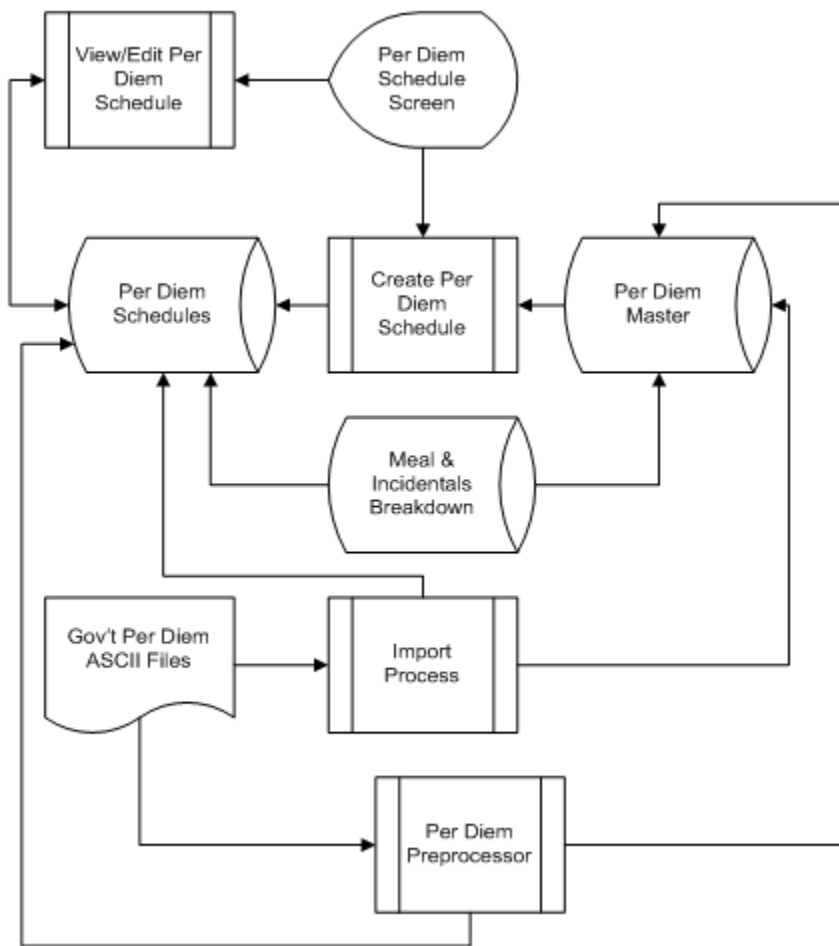 View/Edit Per
Diem
Schedule
Per Diem
Schedule
Screen
Per Diem
Schedules
Create Per
Diem
Schedule
Per Diem
Master
Meal &
Incidentals
Breakdown
Gov't Per Diem
ASCII Files
Import
Process
Per Diem
Preprocessor